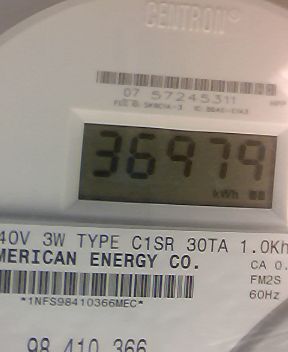 CENTRON®
07 57245311
36979
kWh
40V 3W TYPE C1SR 30TA 1.0Kh
MERICAN ENERGY CO.
CA 0.
FM2S
*1NFS98410366MEC*
60Hz
98 410 366